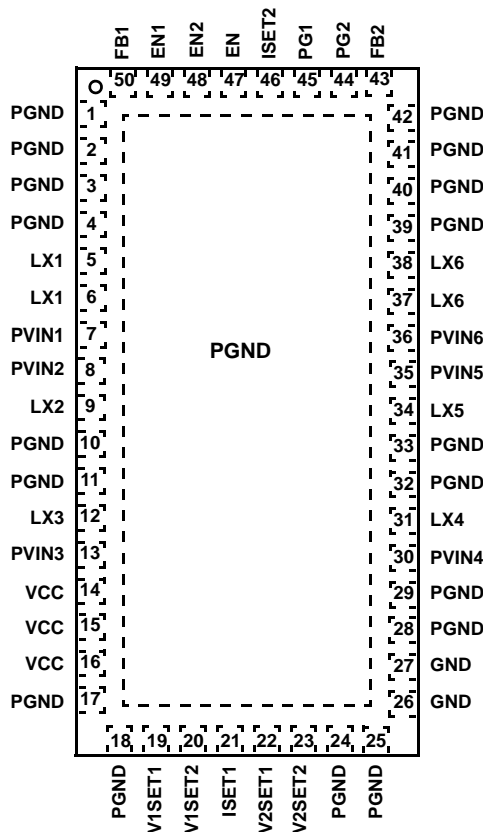 FB1 EN1 EN2 EN ISET2 PG1 PG2 FB2
50 49 48 47 46 45 44 43
PGND 1 42 PGND
PGND 2 41 PGND
PGND 3 40 PGND
PGND 4 39 PGND
LX1 5 38 LX6
LX1 6 37 LX6
PVIN1 7 36 PVIN6
PGND
PVIN2 8 35 PVIN5
LX2 9 34 LX5
PGND 10 33 PGND
PGND 11 32 PGND
LX3 12 31 LX4
PVIN3 13 30 PVIN4
VCC 14 29 PGND
VCC 15 28 PGND
VCC 16 27 GND
PGND 17 26 GND
18 19 20 21 22 23 24 25
PGND V1SET1 V1SET2 ISET1 V2SET1 V2SET2 PGND PGND